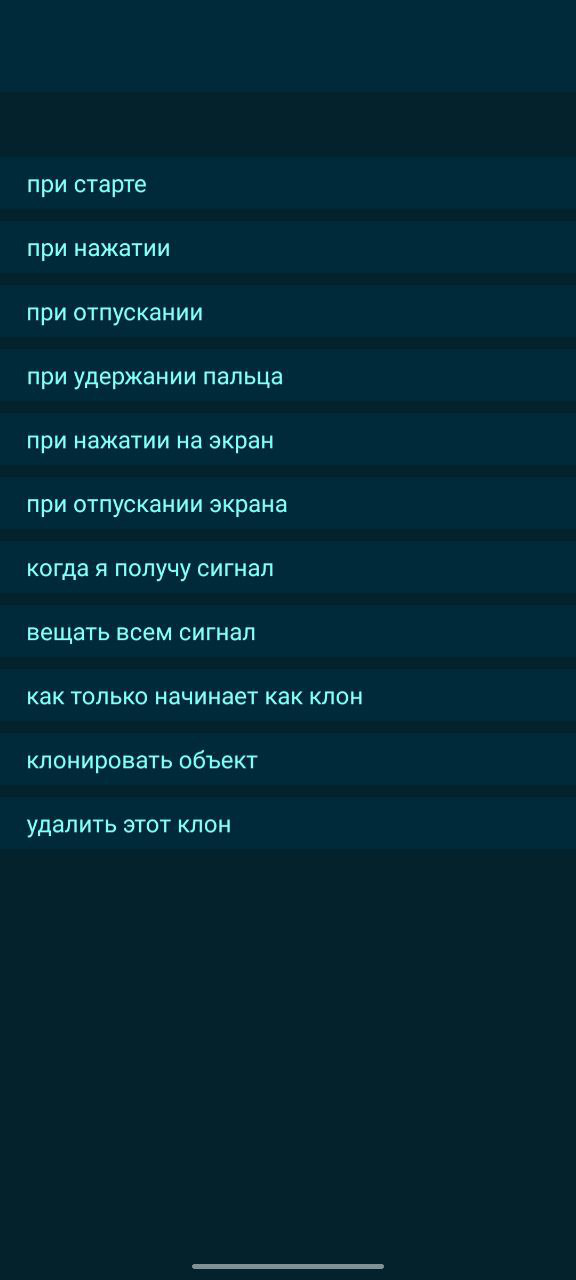 при старте
при нажатии
при отпускании
при удержании пальца
при нажатии на экран
при отпускании экрана
когда я получу сигнал
вещать всем сигнал
как только начинает как клон
клонировать объект
удалить этот клон